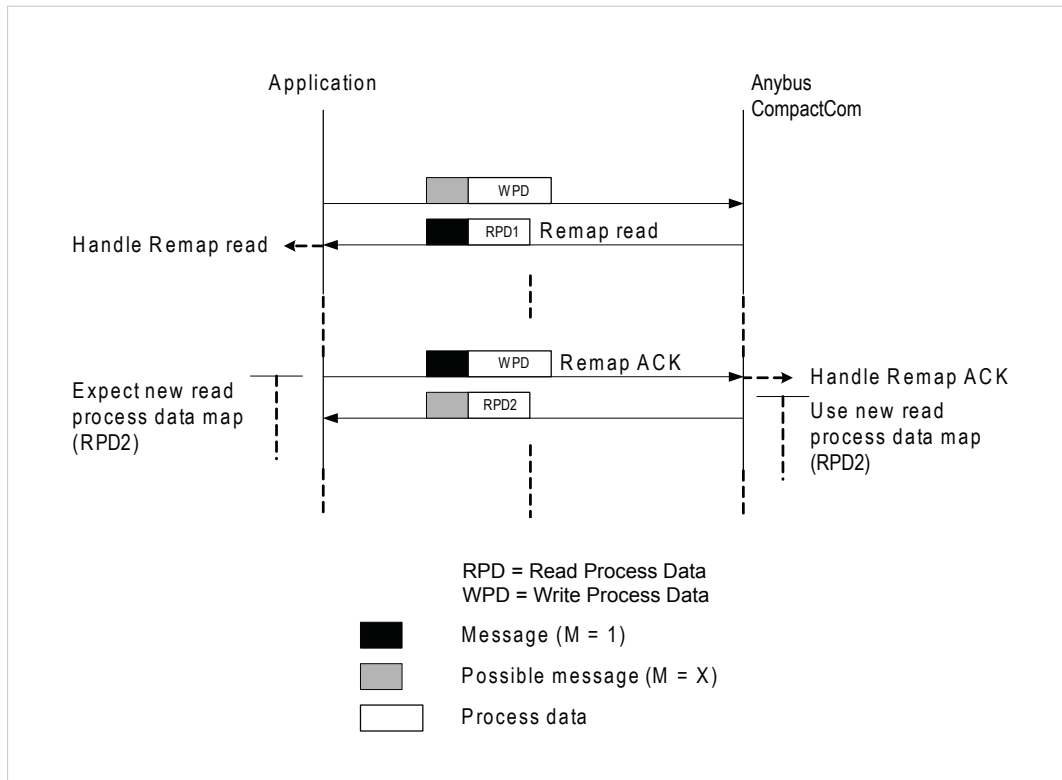 Application
Anybus
CompactCom
WPD
RPD1 Remap read
Handle Remap read
WPD Remap ACK
Handle Remap ACK
Expect new read
process data map
(RPD2)
RPD2
Use new read
process data map
(RPD2)
RPD = Read Process Data
WPD = Write Process Data
Message (M = 1)
Possible message (M = X)
Process data